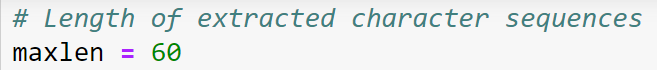 # Length of extracted character sequences
maxlen = 60